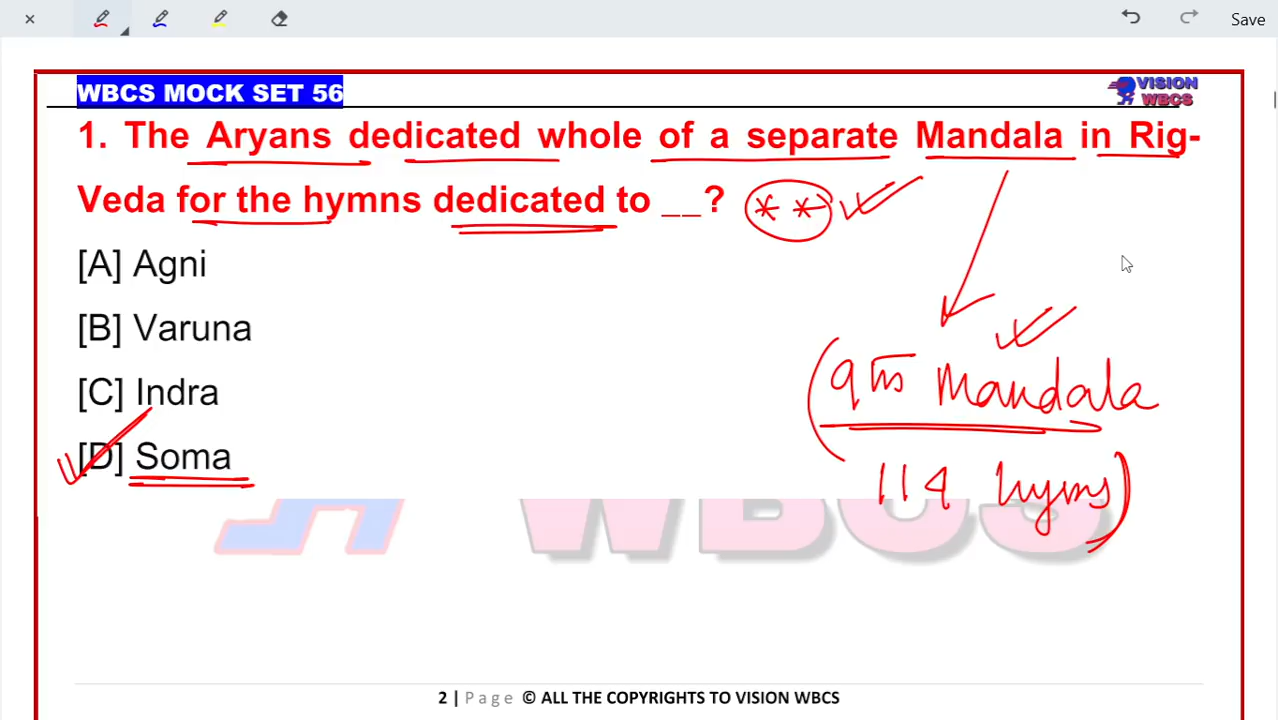 Save
WBCS MOCK SET 56
VISION
WBCS
1. The Aryans dedicated whole of a separate Mandala in Rig-
Veda for the hymns dedicated to __? **
[A] Agni
[B] Varuna
[C] Indra
[D] Soma
9th Mandala
114 hyms
WBCS
2 | Page © ALL THE COPYRIGHTS TO VISION WBCS